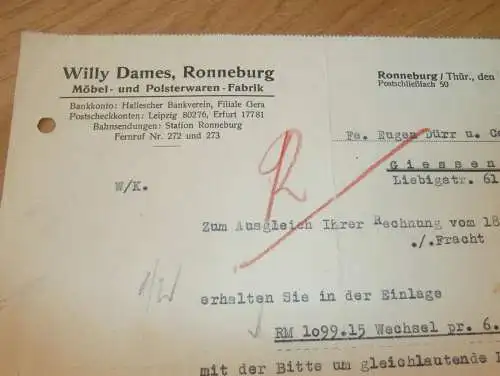 Willy Dames, Ronneburg
Möbel- und Polsterwaren-Fabrik
Bankkonto: Hallescher Bankverein, Filiale Gera
Postscheckkonten: Leipzig 80276, Erfurt 17781
Bahnsendungen: Station Ronneburg
Fernruf Nr. 272 und 273
Ronneburg / Thür., den
Postschließfach 50
Fa. Eugen Dürr u. Co
Giessen
Liebigstr. 61
W/K.
Zum Ausgleich Ihrer Rechnung vom 18
./.Fracht
erhalten Sie in der Einlage
RM 1099.15 Wechsel pr. 6.
mit der Bitte um gleichlautende